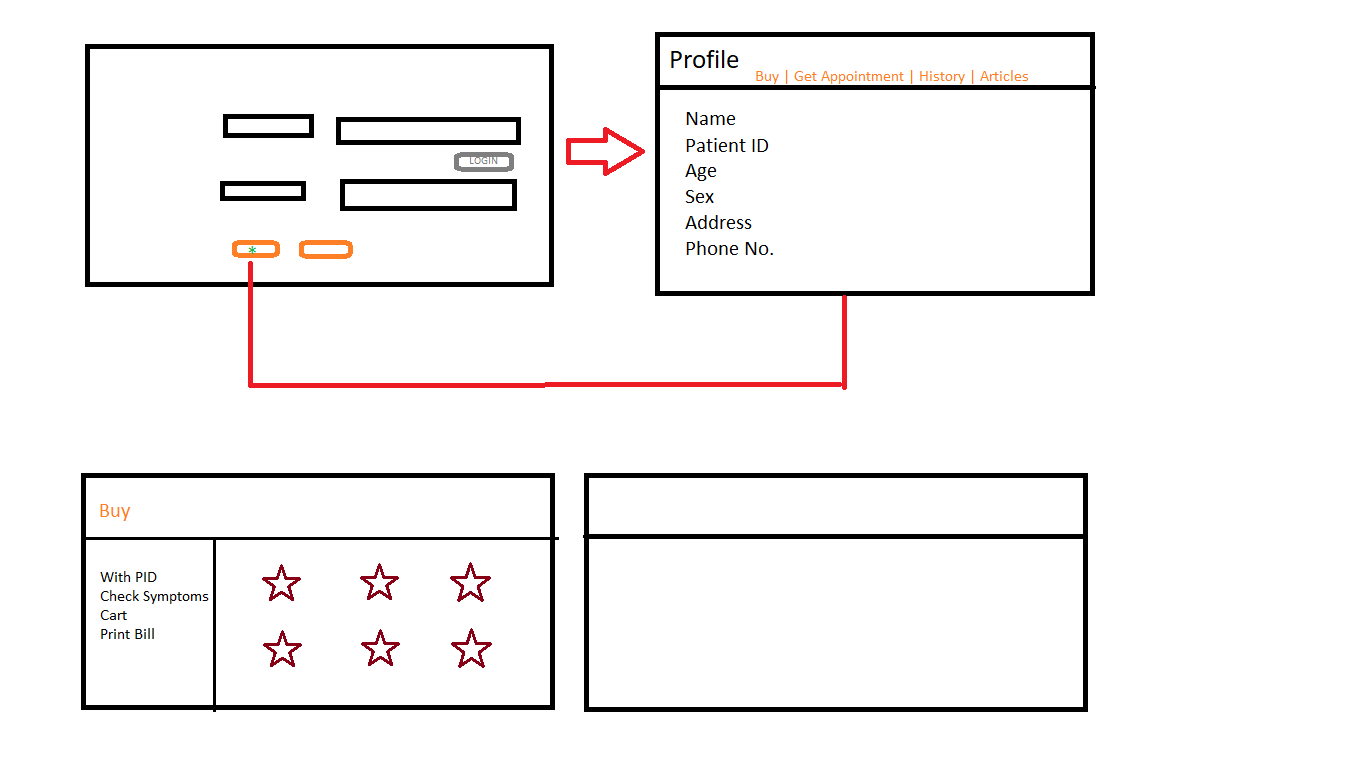 LOGIN
*
Profile
Buy | Get Appointment | History | Articles
Name
Patient ID
Age
Sex
Address
Phone No.
Buy
With PID
Check Symptoms
Cart
Print Bill